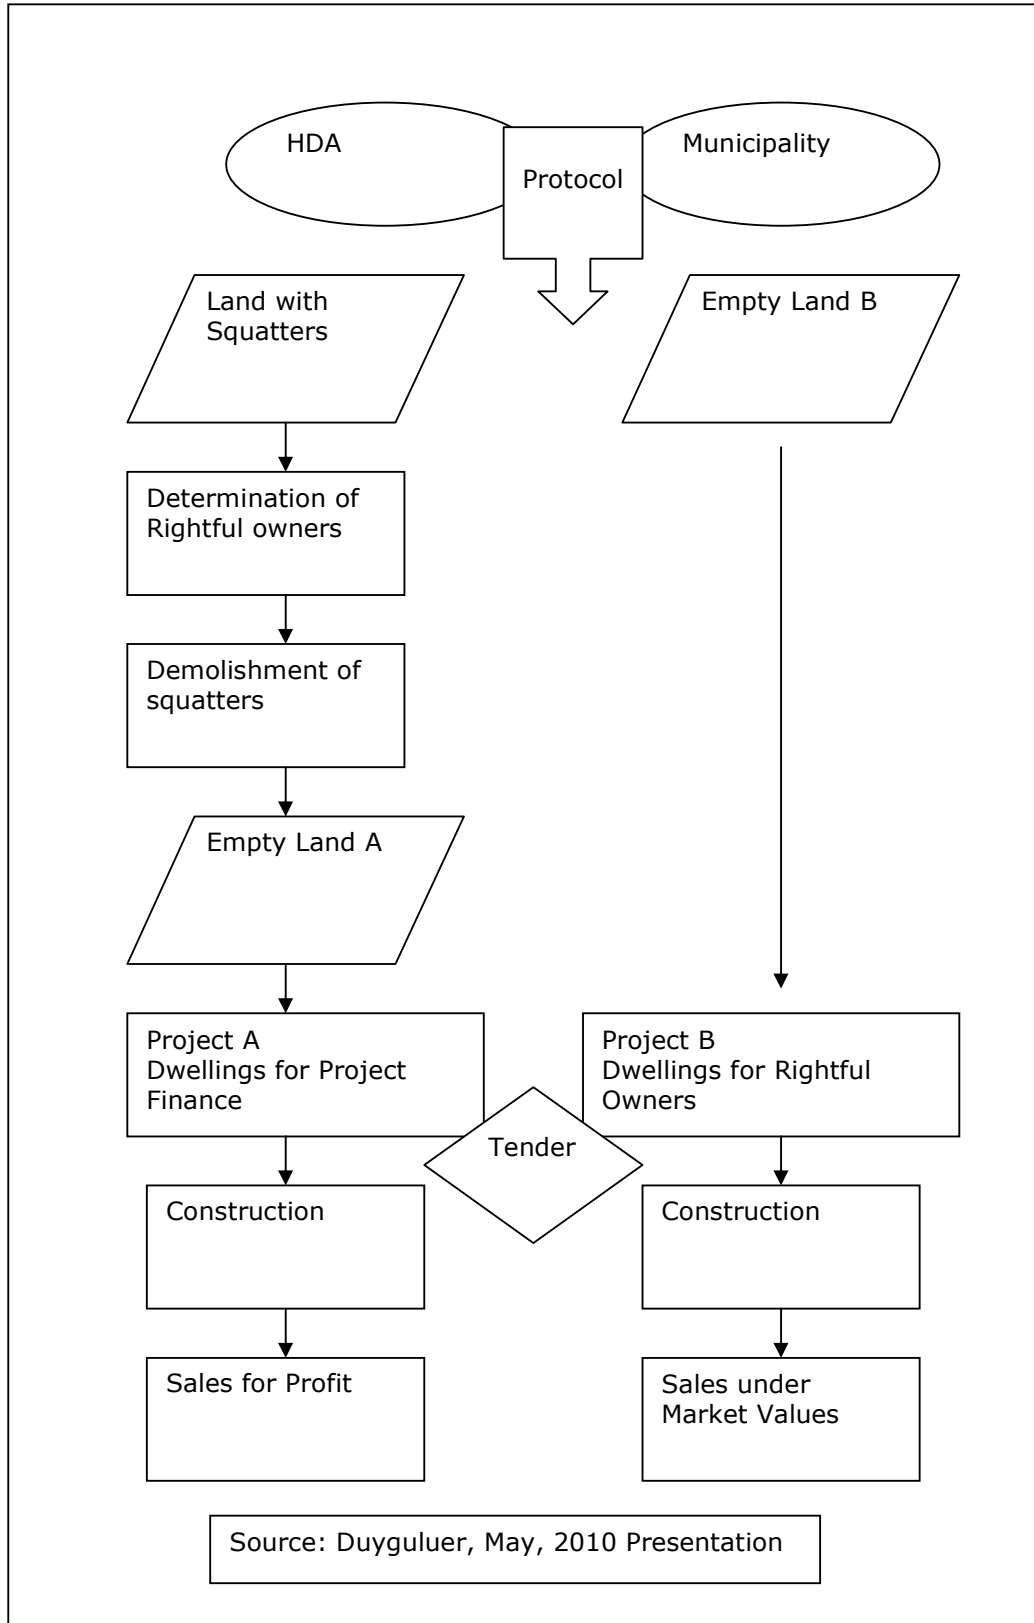 HDA
Municipality
Protocol
Land with
Squatters
Empty Land B
Determination of
Rightful owners
Demolishment of
squatters
Empty Land A
Project A
Dwellings for Project
Finance
Project B
Dwellings for Rightful
Owners
Tender
Construction
Construction
Sales for Profit
Sales under
Market Values
Source: Duyguluer, May, 2010 Presentation